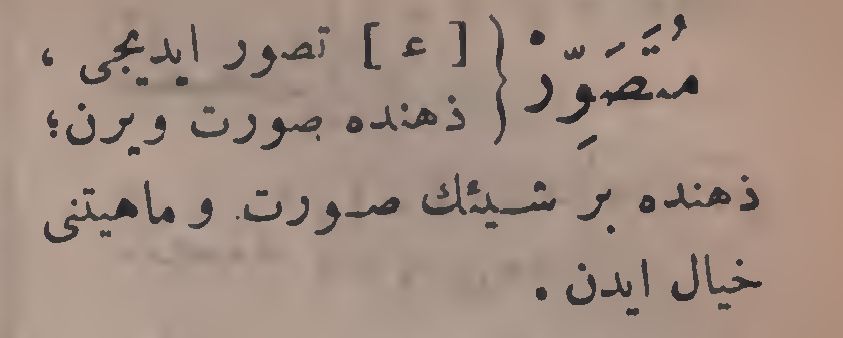 مُتَصَوِّر { [ ع ] تصور ایدیجی ،
ذهنده صورت ویرن ؛
ذهنده بر شیئك صورت و ماهیتنی
خیال ایدن .